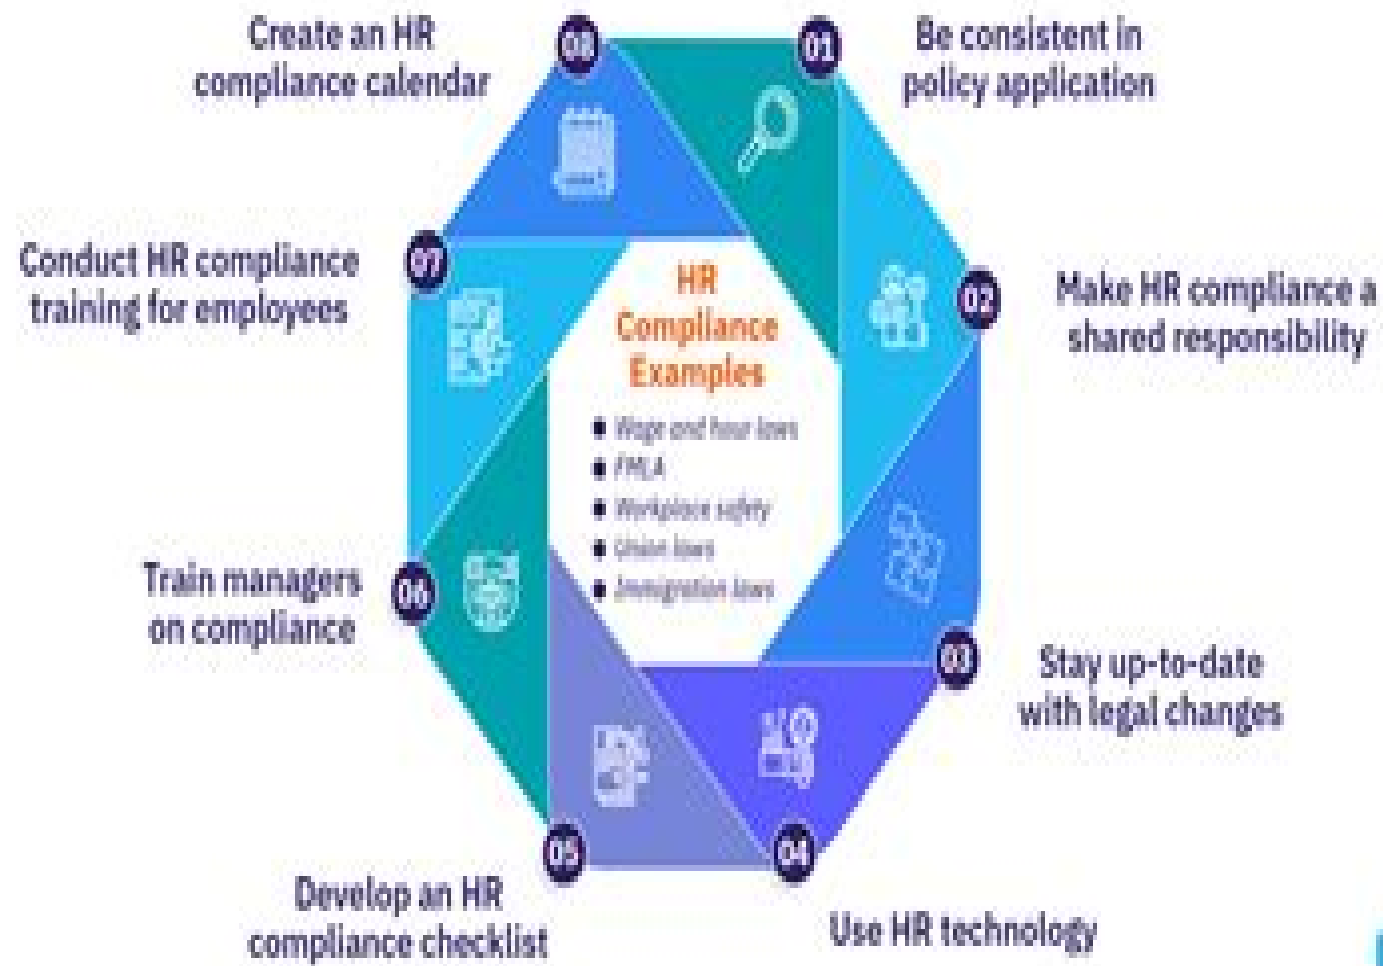 01
Be consistent in
policy application
02
Make HR compliance a
shared responsibility
03
Stay up-to-date
with legal changes
04
Use HR technology
05
Develop an HR
compliance checklist
06
Train managers
on compliance
07
Conduct HR compliance
training for employees
08
Create an HR
compliance calendar
HR
Compliance
Examples
Wage and hour laws
FMLA
Workplace safety
Union laws
Immigration laws